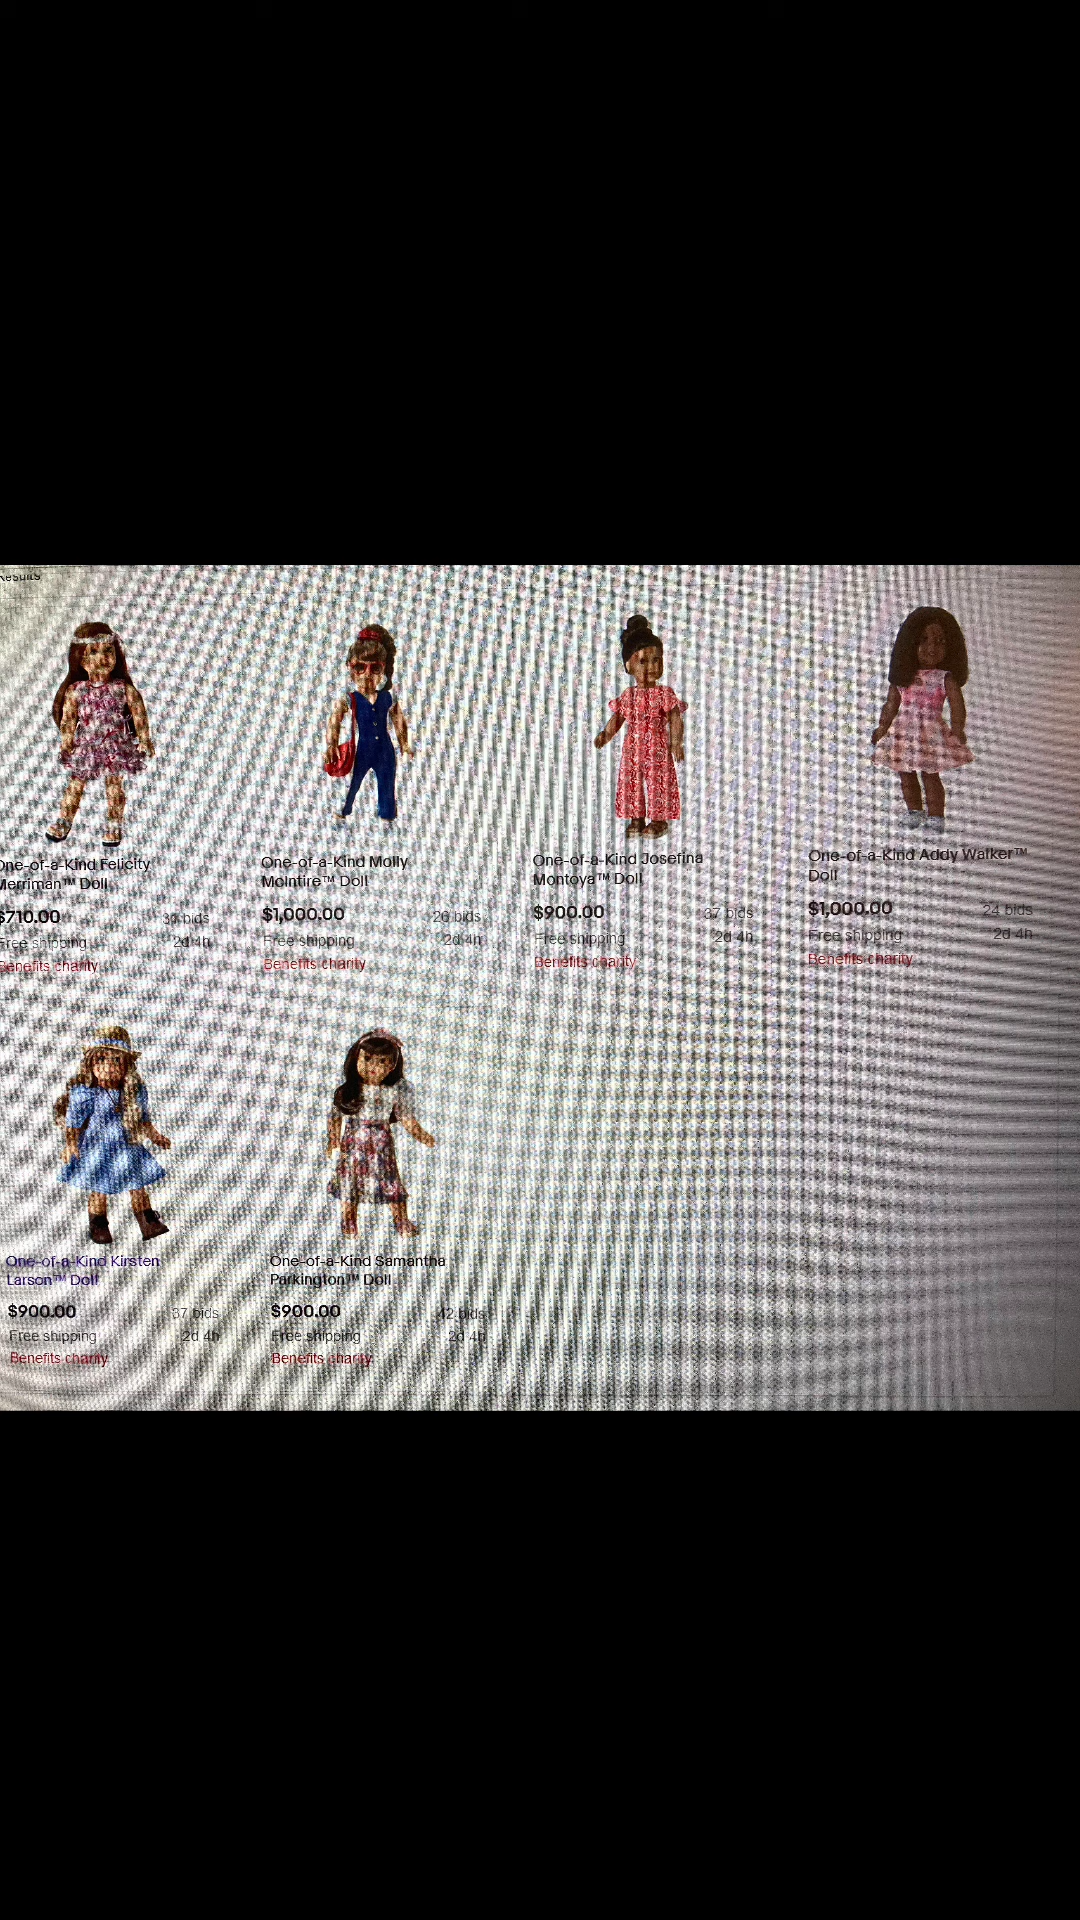 Results
One-of-a-Kind Felicity
Merriman™ Doll
$710.00
bids
Free shipping
2d 4h
Benefits charity
One-of-a-Kind Molly
McIntire™ Doll
$1,000.00
26 bids
Free shipping
2d 4h
Benefits charity
One-of-a-Kind Josefina
Montoya™ Doll
$900.00
37 bids
Free shipping
2d 4h
Benefits charity
One-of-a-Kind Addy Walker™
Doll
$1,000.00
24 bids
Free shipping
2d 4h
Benefits charity
One-of-a-Kind Kirsten
Larson™ Doll
$900.00
37 bids
Free shipping
2d 4h
Benefits charity
One-of-a-Kind Samantha
Parkington™ Doll
$900.00
42 bids
Free shipping
2d 4h
Benefits charity